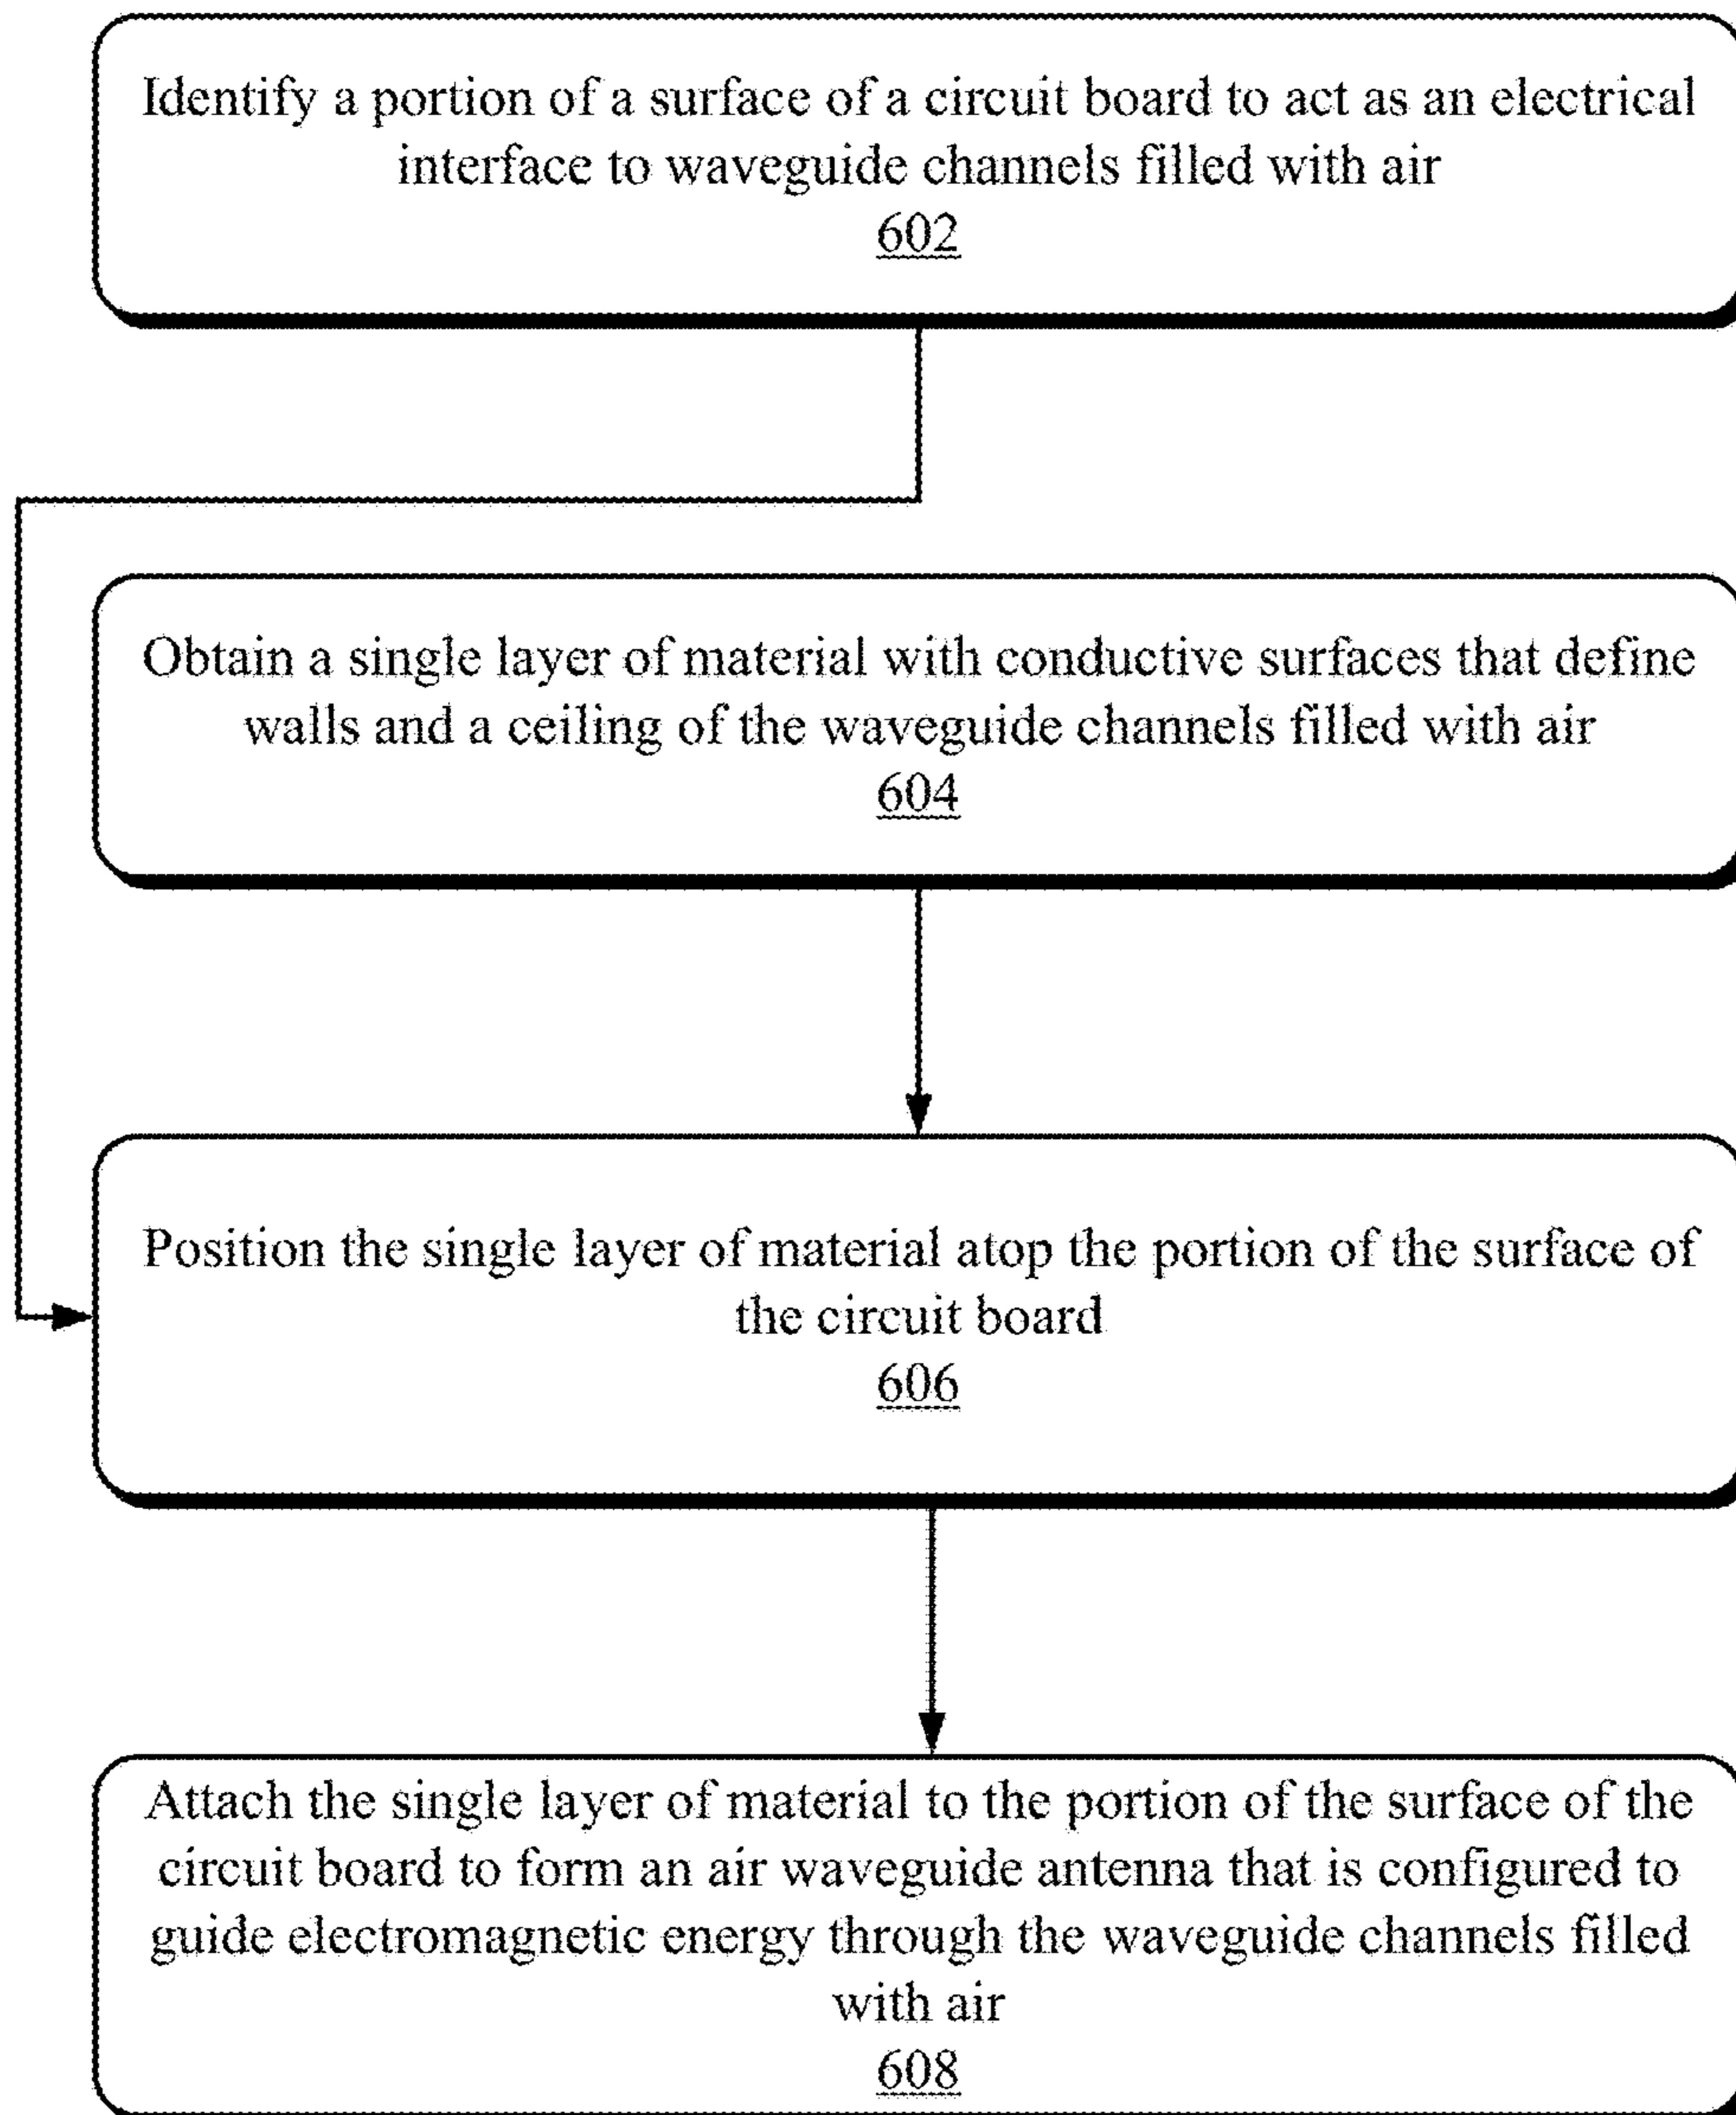 Identify a portion of a surface of a circuit board to act as an electrical
interface to waveguide channels filled with air
602
Obtain a single layer of material with conductive surfaces that define
walls and a ceiling of the waveguide channels filled with air
604
Position the single layer of material atop the portion of the surface of
the circuit board
606
Attach the single layer of material to the portion of the surface of the
circuit board to form an air waveguide antenna that is configured to
guide electromagnetic energy through the waveguide channels filled
with air
608